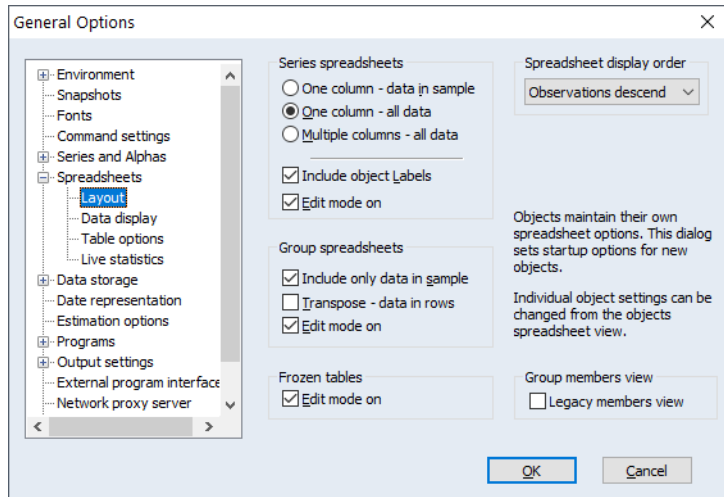 General Options
Environment
Snapshots
Fonts
Command settings
Series and Alphas
Spreadsheets
Layout
Data display
Table options
Live statistics
Data storage
Date representation
Estimation options
Programs
Output settings
External program interface
Network proxy server
Series spreadsheets
One column - data in sample
One column - all data
Multiple columns - all data
Include object Labels
Edit mode on
Group spreadsheets
Include only data in sample
Transpose - data in rows
Edit mode on
Frozen tables
Edit mode on
Spreadsheet display order
Observations descend
Objects maintain their own
spreadsheet options. This dialog
sets startup options for new
objects.
Individual object settings can be
changed from the objects
spreadsheet view.
Group members view
Legacy members view
OK
Cancel